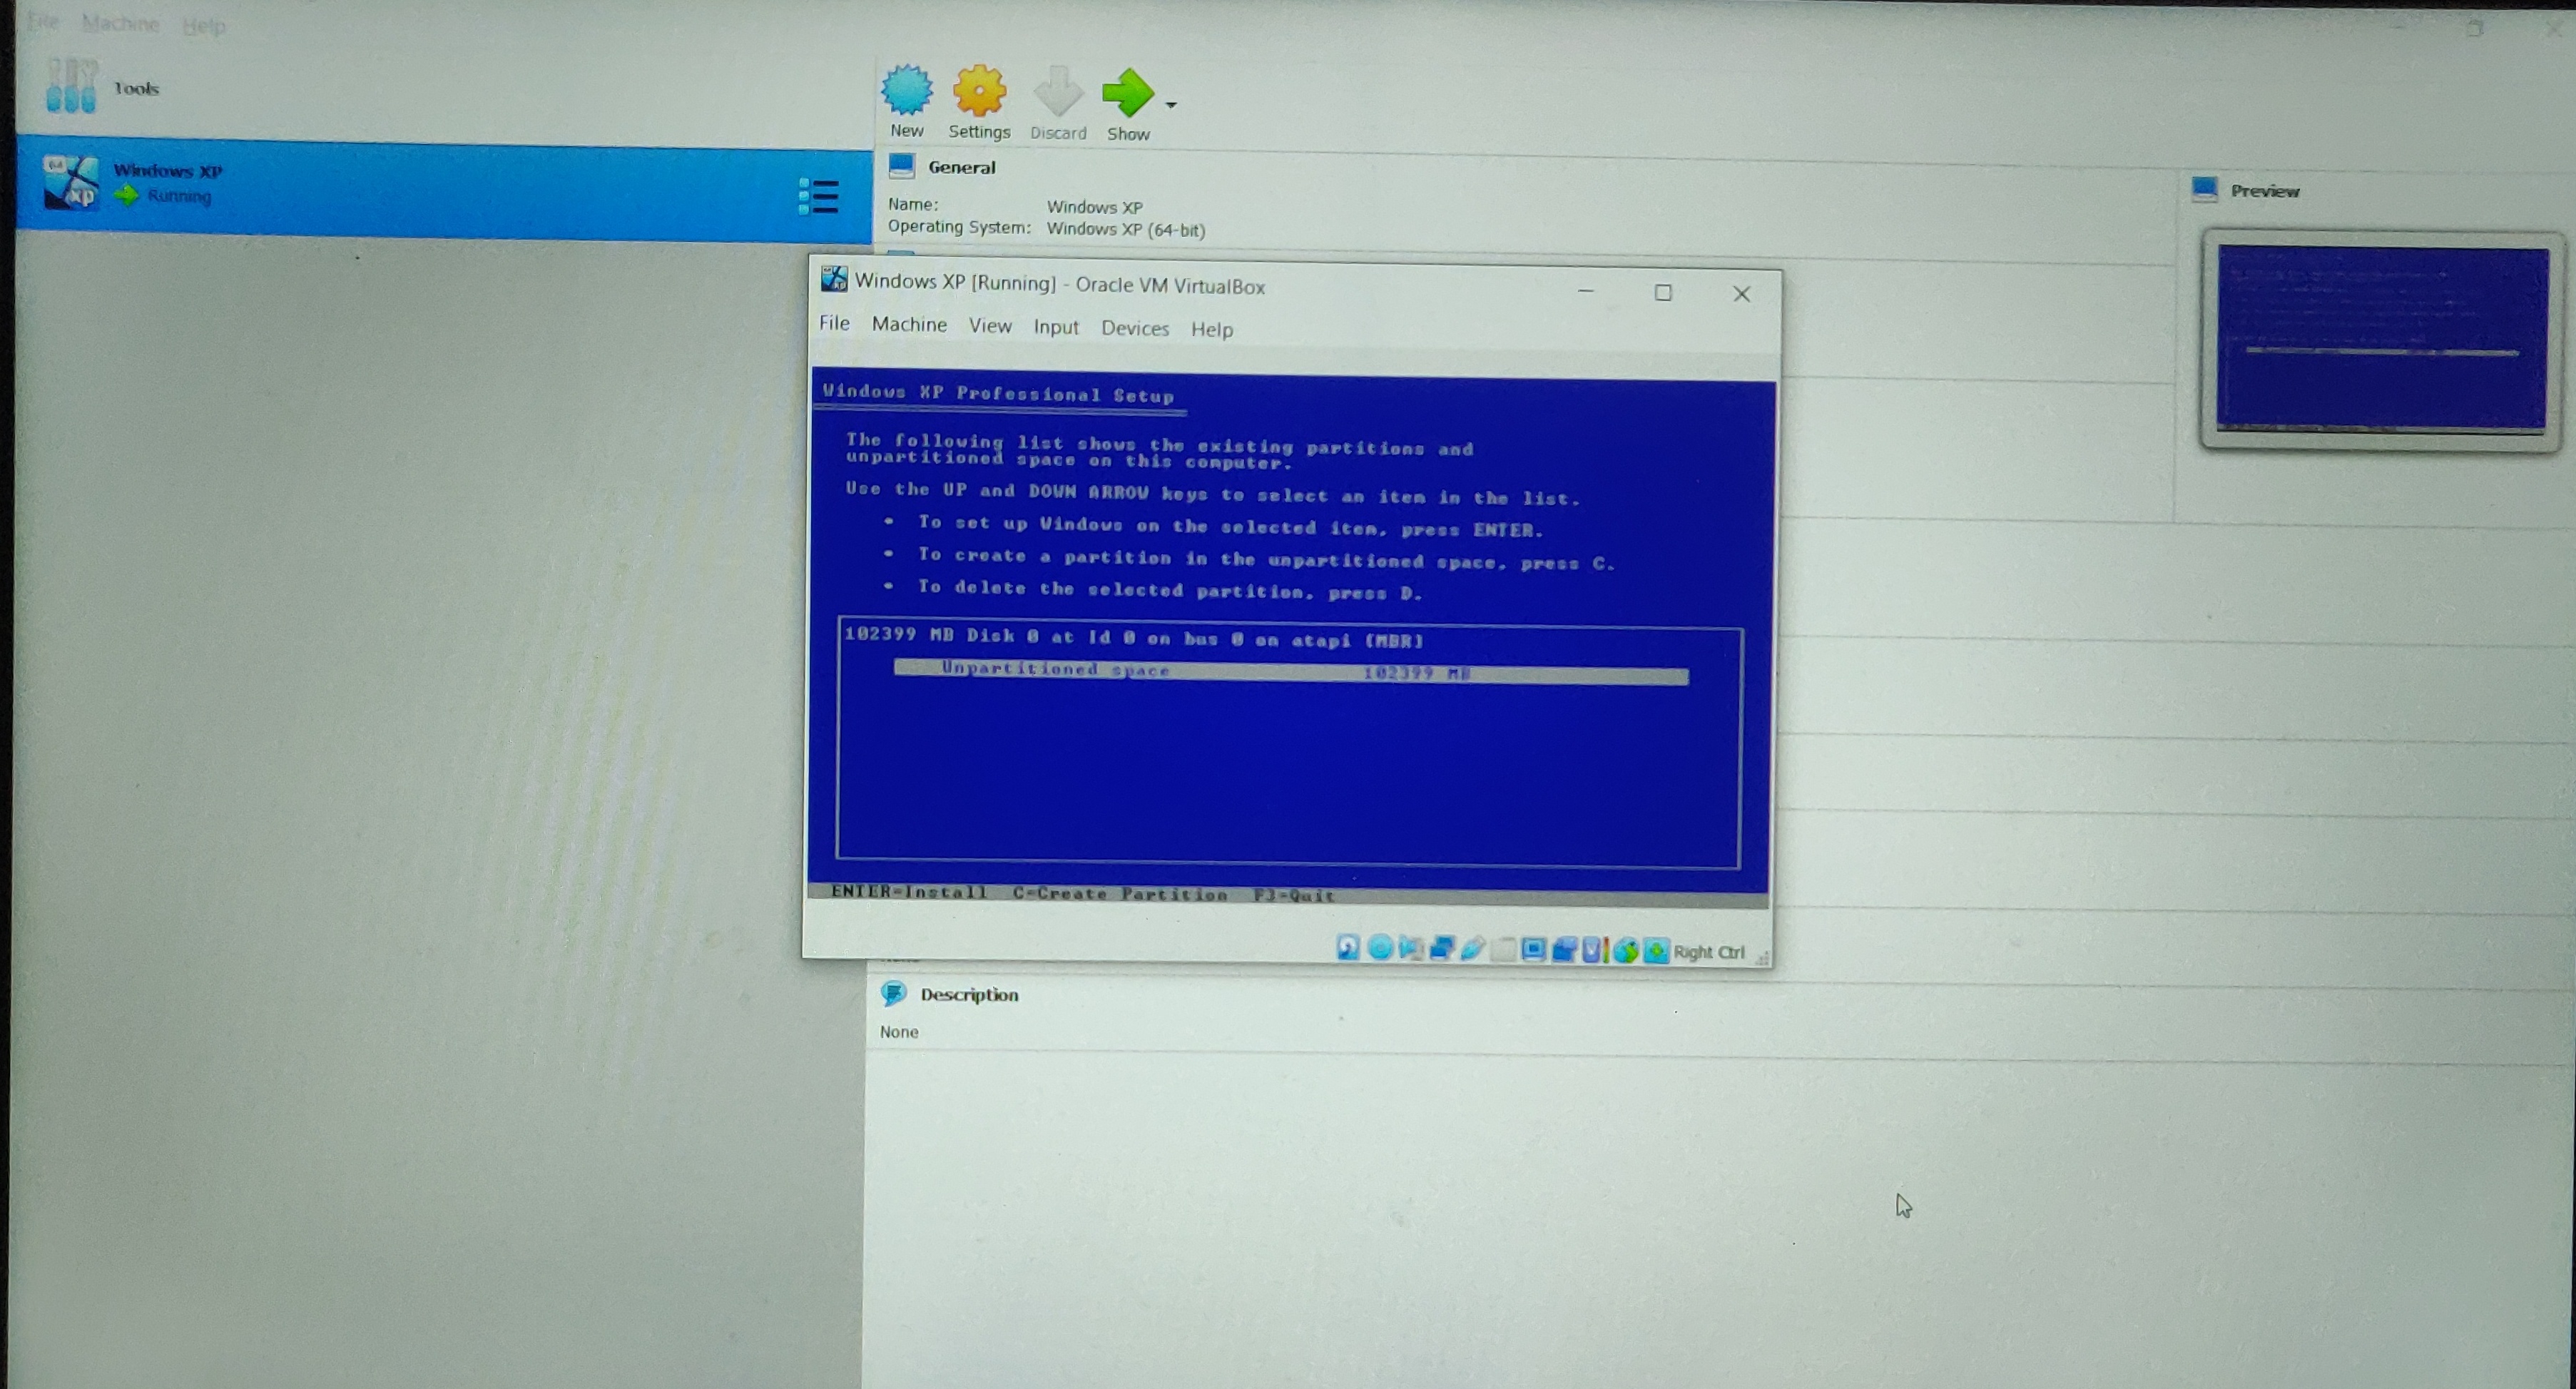 File Machine Help
Tools
New Settings Discard Show
Windows XP
Running
General
Name: Windows XP
Operating System: Windows XP (64-bit)
Preview
Windows XP [Running] - Oracle VM VirtualBox
File Machine View Input Devices Help
Windows XP Professional Setup
The following list shows the existing partitions and
unpartitioned space on this computer.
Use the UP and DOWN ARROW keys to select an item in the list.
• To set up Windows on the selected item, press ENTER.
• To create a partition in the unpartitioned space, press C.
• To delete the selected partition, press D.
102399 MB Disk 0 at Id 0 on bus 0 on atapi [MBR]
Unpartitioned space 102399 MB
ENTER=Install C=Create Partition F3=Quit
Right Ctrl
Description
None